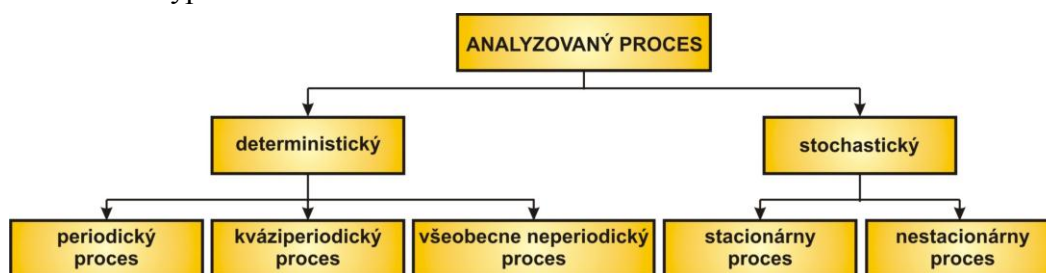 ANALYZOVANÝ PROCES
deterministický
stochastický
periodický
proces
kváziperiodický
proces
všeobecne neperiodický
proces
stacionárny
proces
nestacionárny
proces